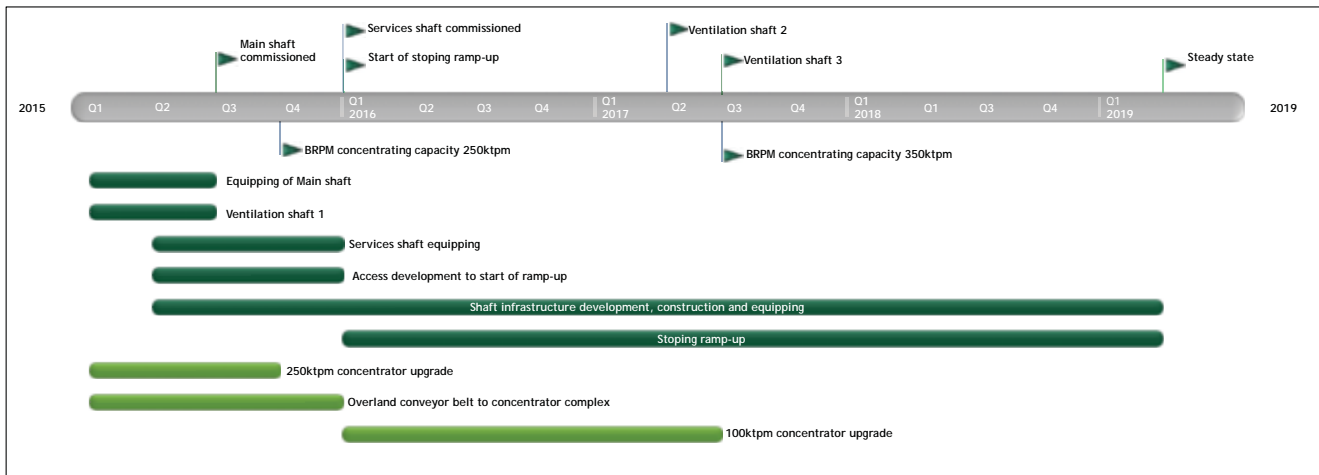 Services shaft commissioned
Ventilation shaft 2
Main shaft
commissioned
Start of stoping ramp-up
Ventilation shaft 3
Steady state
2015 Q1 Q2 Q3 Q4 Q1 Q2 Q3 Q4 Q1 Q2 Q3 Q4 Q1 Q1 Q3 Q4 Q1 2019
2016 2017 2018 2019
BRPM concentrating capacity 250ktpm
BRPM concentrating capacity 350ktpm
Equipping of Main shaft
Ventilation shaft 1
Services shaft equipping
Access development to start of ramp-up
Shaft infrastructure development, construction and equipping
Stoping ramp-up
250ktpm concentrator upgrade
Overland conveyor belt to concentrator complex
100ktpm concentrator upgrade